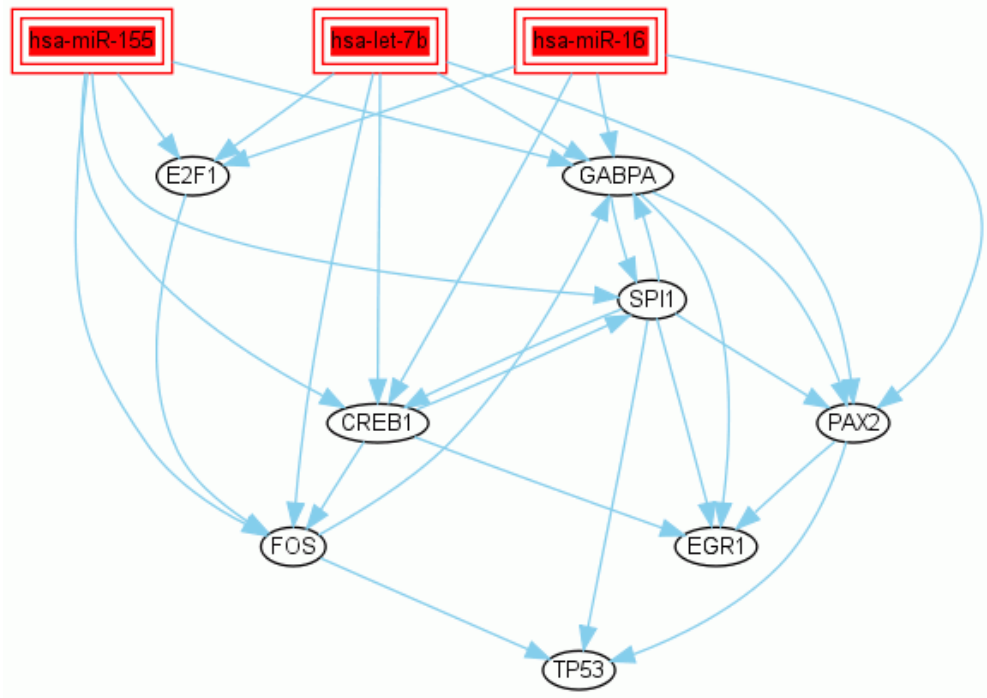 hsa-miR-155 hsa-let-7b hsa-miR-16
E2F1 GABPA
SPI1
CREB1 PAX2
FOS EGR1
TP53